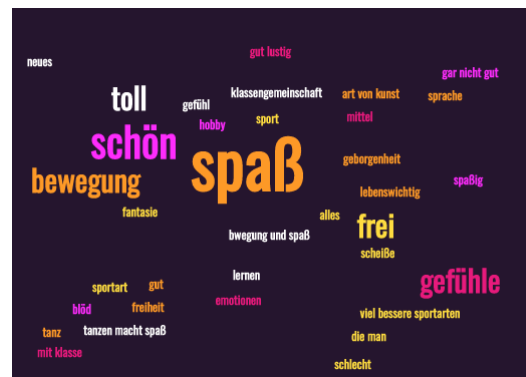 gut lustig
neues
gar nicht gut
toll
klassengemeinschaft
art von kunst
sprache
gefühl
hobby
sport
mittel
schön
spaß
geborgenheit
bewegung
lebenswichtig
spaßig
fantasie
alles
frei
bwegung und spaß
scheiße
lernen
gefühle
sportart
gut
emotionen
blöd
freiheit
viel bessere sportarten
tanz
tanzen macht spaß
die man
mit klasse
schlecht